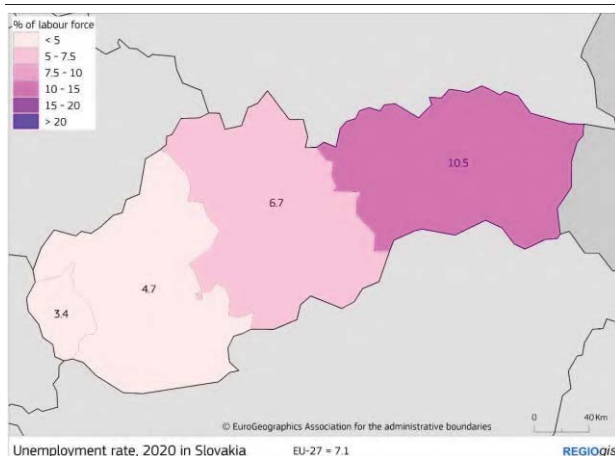 % of labour force
< 5
5 - 7.5
7.5 - 10
10 - 15
15 - 20
> 20
10.5
6.7
4.7
3.4
© EuroGeographics Association for the administrative boundaries
0 40 Km
Unemployment rate, 2020 in Slovakia EU-27 = 7.1 REGIOgis